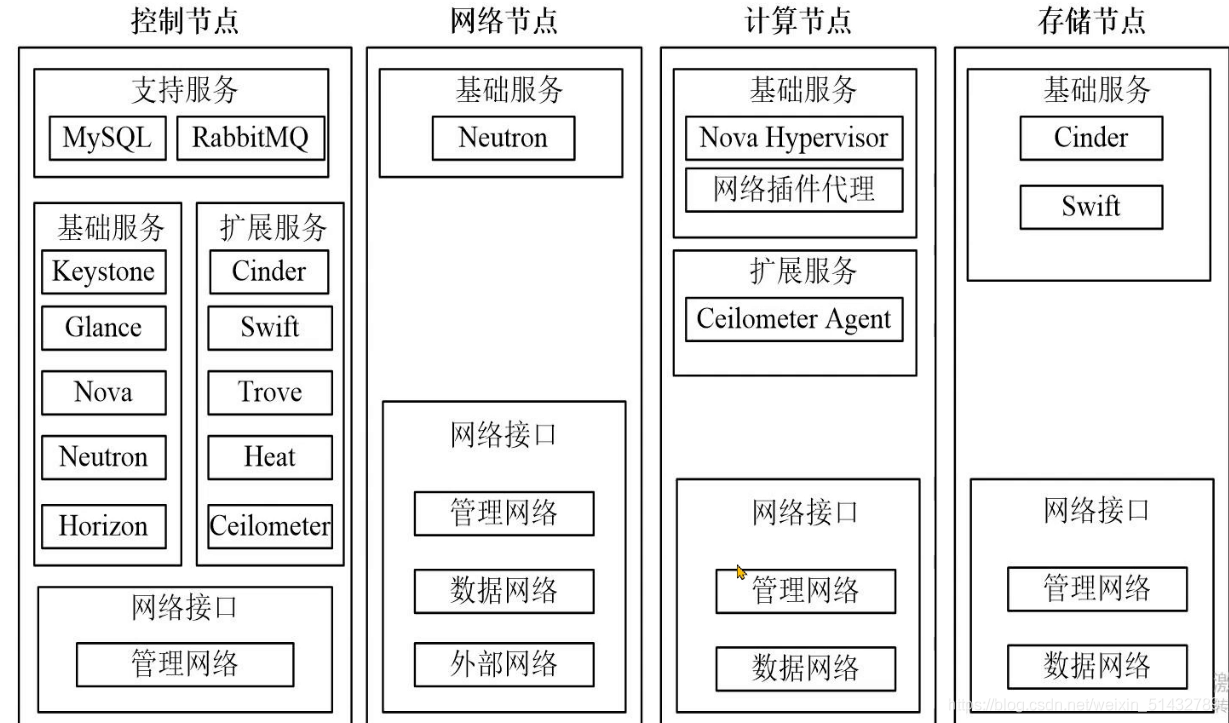 控制节点
支持服务
MySQL
RabbitMQ
基础服务
Keystone
Glance
Nova
Neutron
Horizon
扩展服务
Cinder
Swift
Trove
Heat
Ceilometer
网络接口
管理网络
网络节点
基础服务
Neutron
网络接口
管理网络
数据网络
外部网络
计算节点
基础服务
Nova Hypervisor
网络插件代理
扩展服务
Ceilometer Agent
网络接口
管理网络
数据网络
存储节点
基础服务
Cinder
Swift
网络接口
管理网络
数据网络